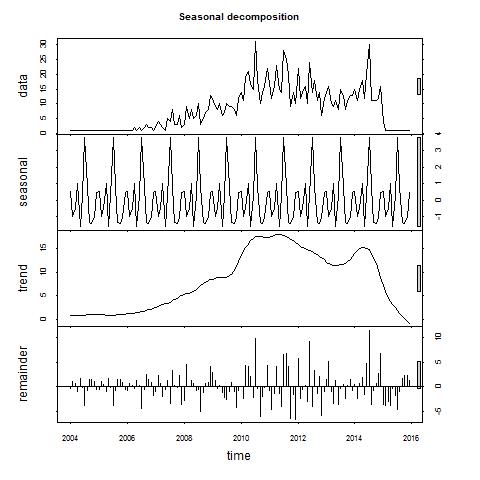 Seasonal decomposition
data
0 5 10 15 20 25 30
seasonal
-1 0 1 2 3 4
trend
0 5 10 15
remainder
-5 0 5 10
2004 2006 2008 2010 2012 2014 2016
time